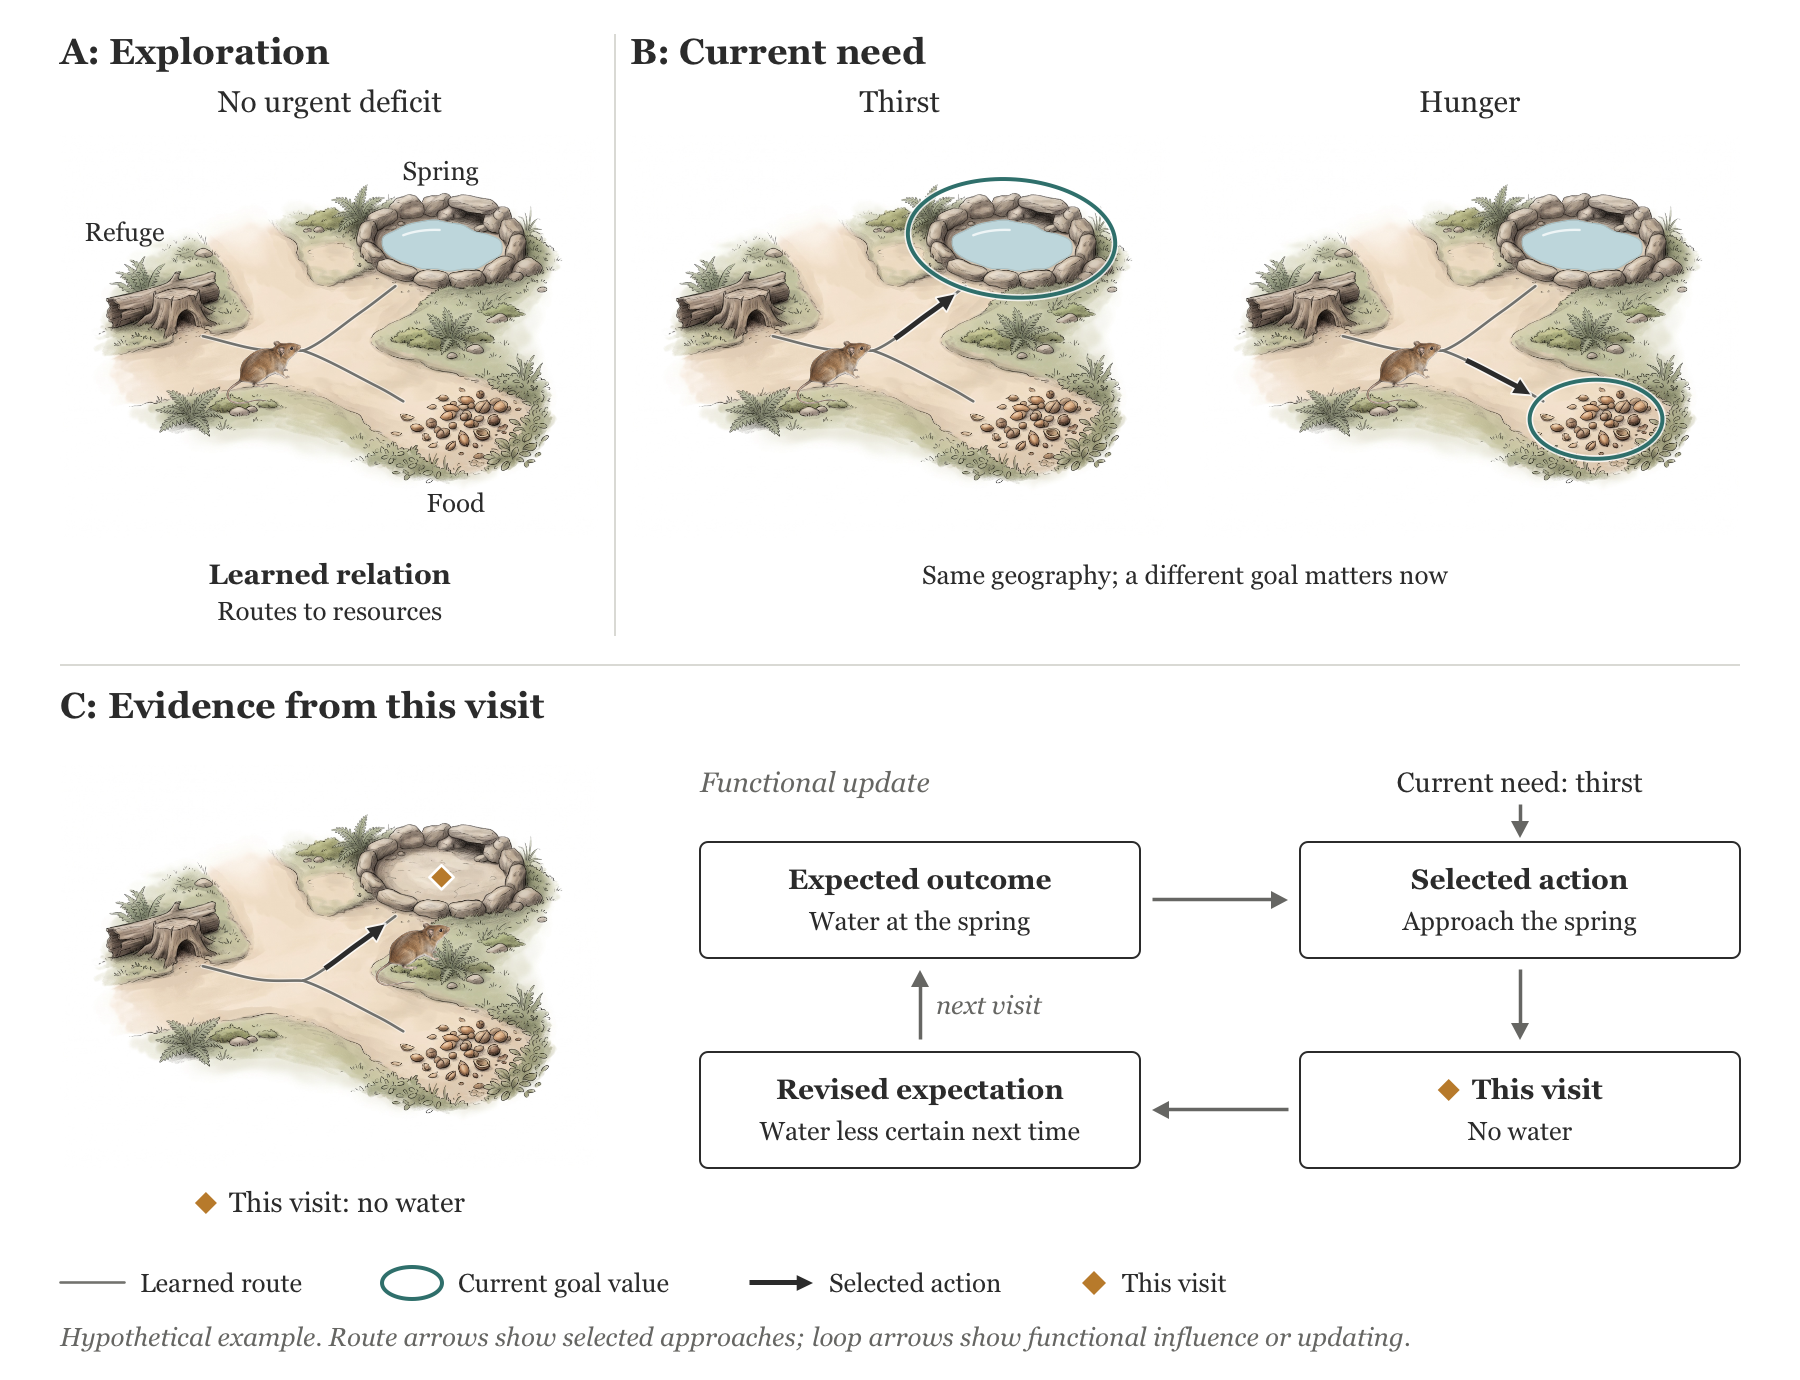 A: Exploration
No urgent deficit
Spring
Refuge
Food
Learned relation
Routes to resources
B: Current need
Thirst
Hunger
Same geography; a different goal matters now
C: Evidence from this visit
This visit: no water
Functional update
Current need: thirst
Expected outcome
Water at the spring
Selected action
Approach the spring
next visit
Revised expectation
Water less certain next time
This visit
No water
Learned route
Current goal value
Selected action
This visit
Hypothetical example. Route arrows show selected approaches; loop arrows show functional influence or updating.